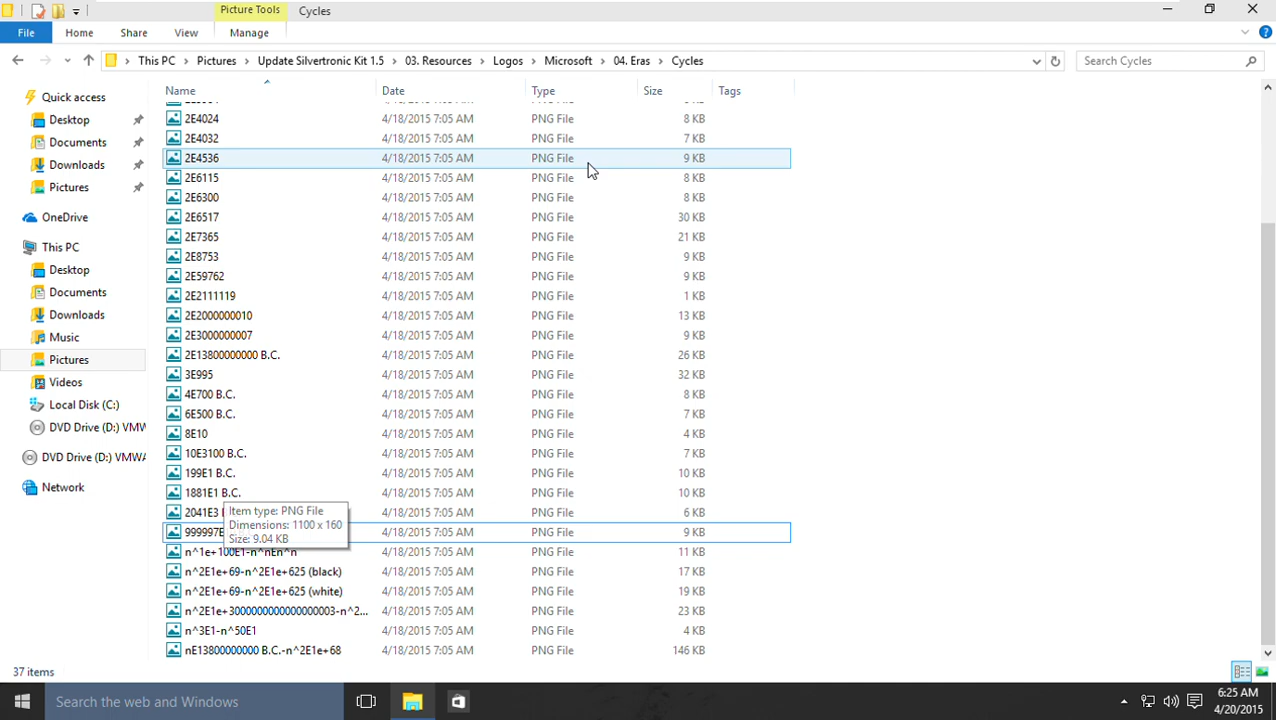 Picture Tools Cycles
File Home Share View Manage
This PC Pictures Update Silvertronic Kit 1.5 03. Resources Logos Microsoft 04. Eras Cycles Search Cycles
Quick access
Desktop
Documents
Downloads
Pictures
OneDrive
This PC
Desktop
Documents
Downloads
Music
Pictures
Videos
Local Disk (C:)
DVD Drive (D:) VMW
DVD Drive (D:) VMWA
Network
Name Date Type Size Tags
2E4024 4/18/2015 7:05 AM PNG File 8 KB
2E4032 4/18/2015 7:05 AM PNG File 7 KB
2E4536 4/18/2015 7:05 AM PNG File 9 KB
2E6115 4/18/2015 7:05 AM PNG File 8 KB
2E6300 4/18/2015 7:05 AM PNG File 8 KB
2E6517 4/18/2015 7:05 AM PNG File 30 KB
2E7365 4/18/2015 7:05 AM PNG File 21 KB
2E8753 4/18/2015 7:05 AM PNG File 9 KB
2E59762 4/18/2015 7:05 AM PNG File 9 KB
2E2111119 4/18/2015 7:05 AM PNG File 1 KB
2E2000000010 4/18/2015 7:05 AM PNG File 13 KB
2E3000000007 4/18/2015 7:05 AM PNG File 9 KB
2E13800000000 B.C. 4/18/2015 7:05 AM PNG File 26 KB
3E995 4/18/2015 7:05 AM PNG File 32 KB
4E700 B.C. 4/18/2015 7:05 AM PNG File 8 KB
6E500 B.C. 4/18/2015 7:05 AM PNG File 7 KB
8E10 4/18/2015 7:05 AM PNG File 4 KB
10E3100 B.C. 4/18/2015 7:05 AM PNG File 7 KB
199E1 B.C. 4/18/2015 7:05 AM PNG File 10 KB
1881E1 B.C. 4/18/2015 7:05 AM PNG File 10 KB
2041E3 4/18/2015 7:05 AM PNG File 6 KB
999997E 4/18/2015 7:05 AM PNG File 9 KB
Item type: PNG File
Dimensions: 1100 x 160
Size: 9.04 KB
n^1e+100E1-n^nEn^n 4/18/2015 7:05 AM PNG File 11 KB
n^2E1e+69-n^2E1e+625 (black) 4/18/2015 7:05 AM PNG File 17 KB
n^2E1e+69-n^2E1e+625 (white) 4/18/2015 7:05 AM PNG File 19 KB
n^2E1e+3000000000000000003-n^2... 4/18/2015 7:05 AM PNG File 23 KB
n^3E1-n^50E1 4/18/2015 7:05 AM PNG File 4 KB
nE13800000000 B.C.-n^2E1e+68 4/18/2015 7:05 AM PNG File 146 KB
37 items
Search the web and Windows
6:25 AM
4/20/2015